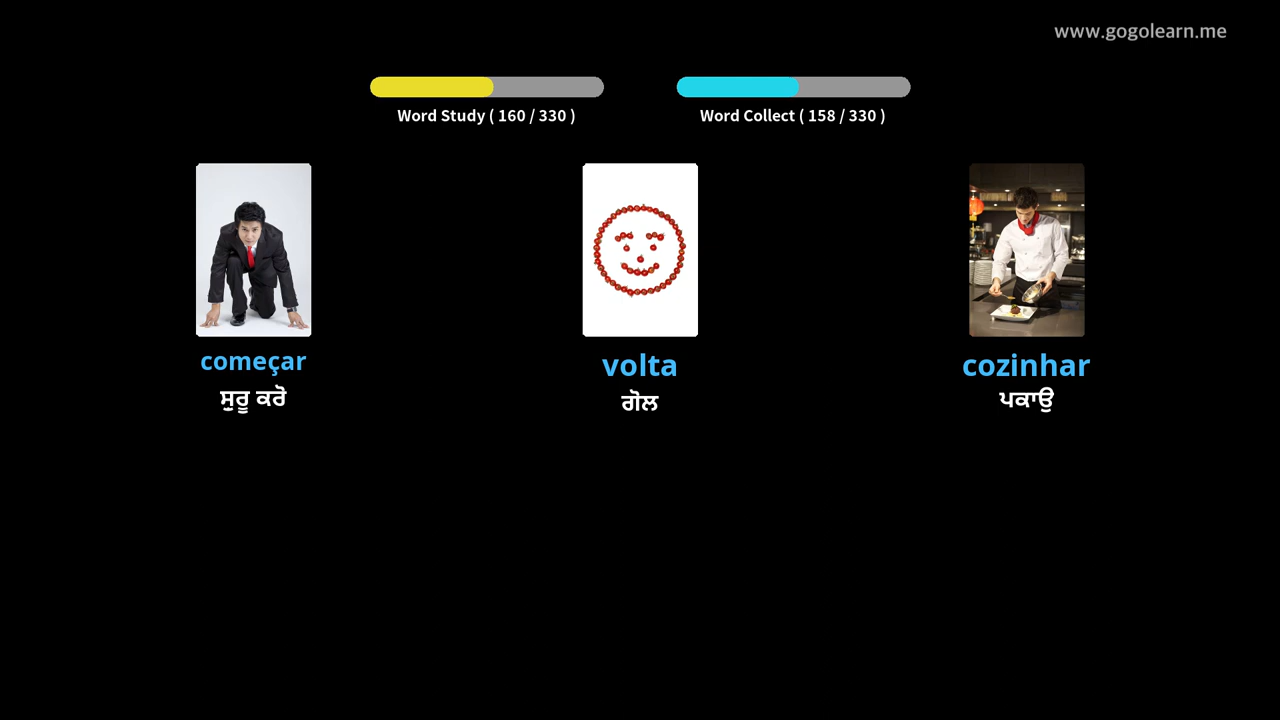 www.gogolearn.me
Word Study ( 160 / 330 )
Word Collect ( 158 / 330 )
começar
ਸ਼ੁਰੂ ਕਰੋ
volta
ਗੋਲ
cozinhar
ਪਕਾਉ